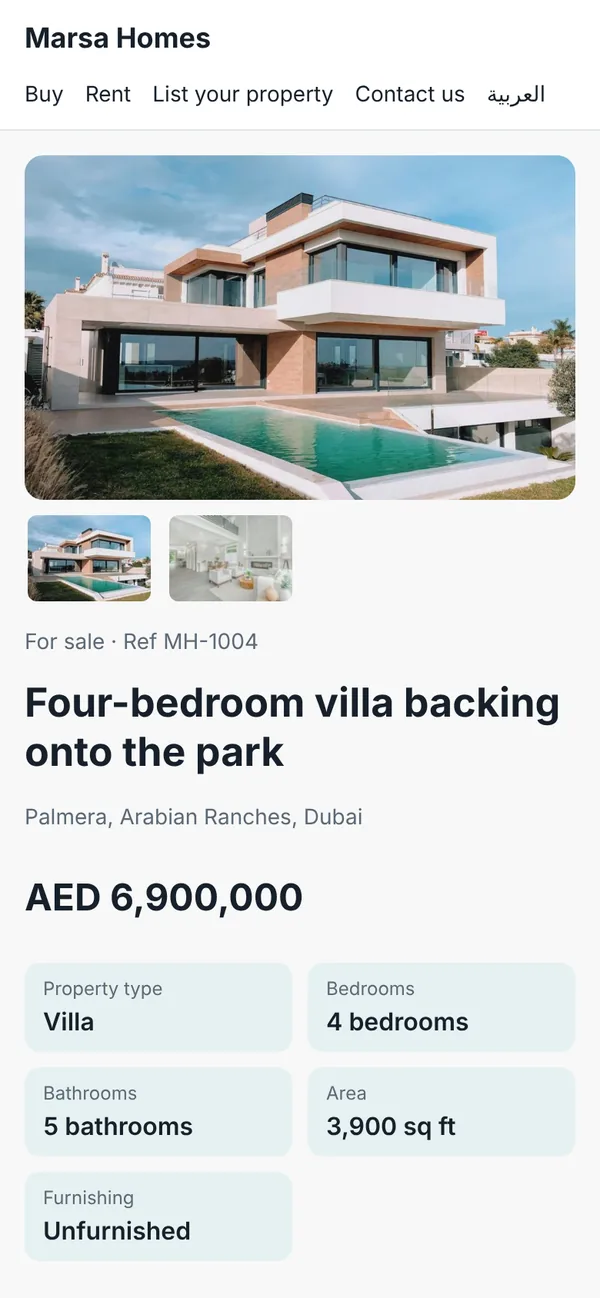 Marsa Homes
Buy Rent List your property Contact us العربية
For sale · Ref MH-1004
Four-bedroom villa backing
onto the park
Palmera, Arabian Ranches, Dubai
AED 6,900,000
Property type
Villa
Bedrooms
4 bedrooms
Bathrooms
5 bathrooms
Area
3,900 sq ft
Furnishing
Unfurnished